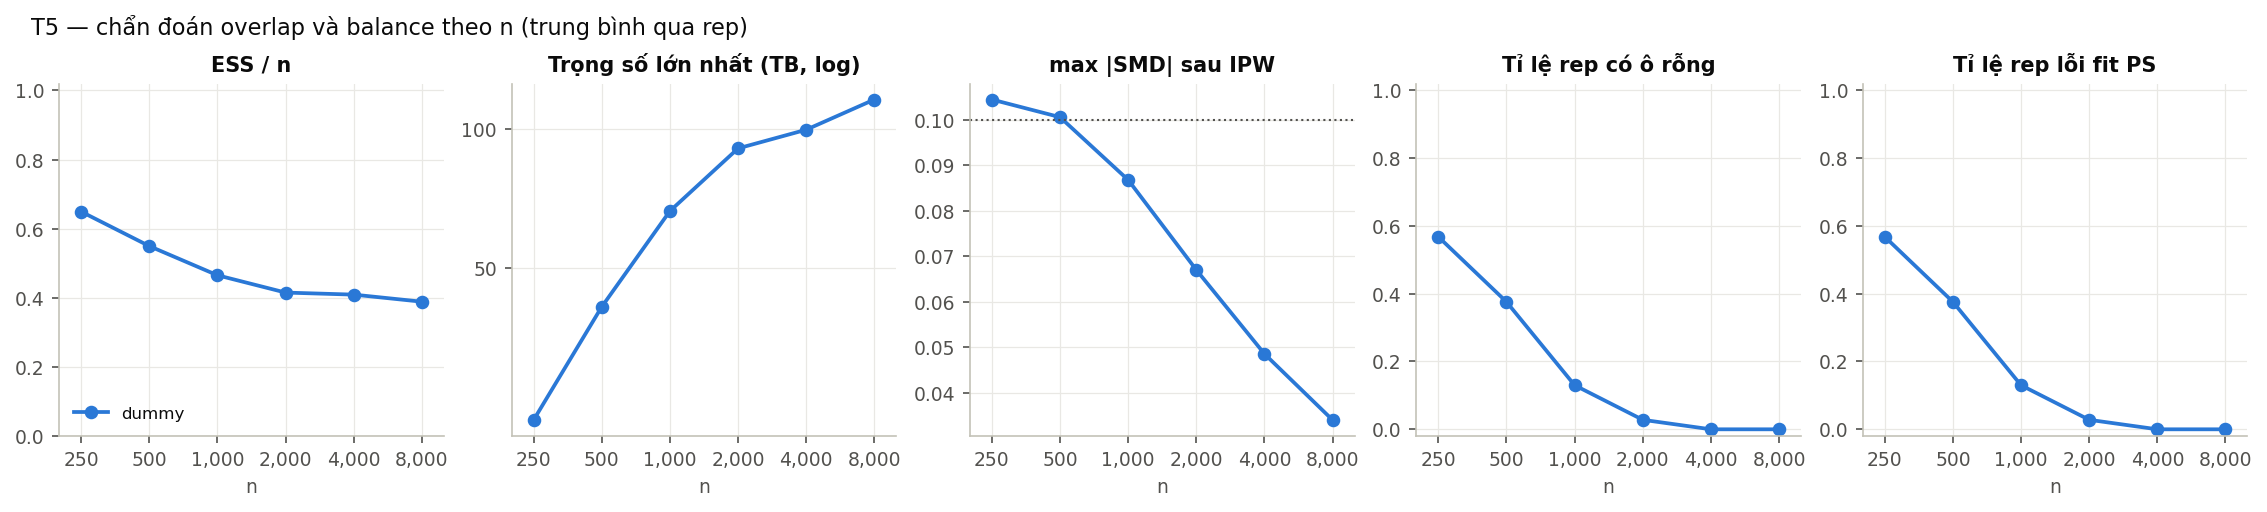 T5 — chẩn đoán overlap và balance theo n (trung bình qua rep)
ESS / n
1.0
0.8
0.6
0.4
0.2
0.0
dummy
250 500 1,000 2,000 4,000 8,000
n
Trọng số lớn nhất (TB, log)
100
50
250 500 1,000 2,000 4,000 8,000
n
max |SMD| sau IPW
0.10
0.09
0.08
0.07
0.06
0.05
0.04
250 500 1,000 2,000 4,000 8,000
n
Tỉ lệ rep có ô rỗng
1.0
0.8
0.6
0.4
0.2
0.0
250 500 1,000 2,000 4,000 8,000
n
Tỉ lệ rep lỗi fit PS
1.0
0.8
0.6
0.4
0.2
0.0
250 500 1,000 2,000 4,000 8,000
n